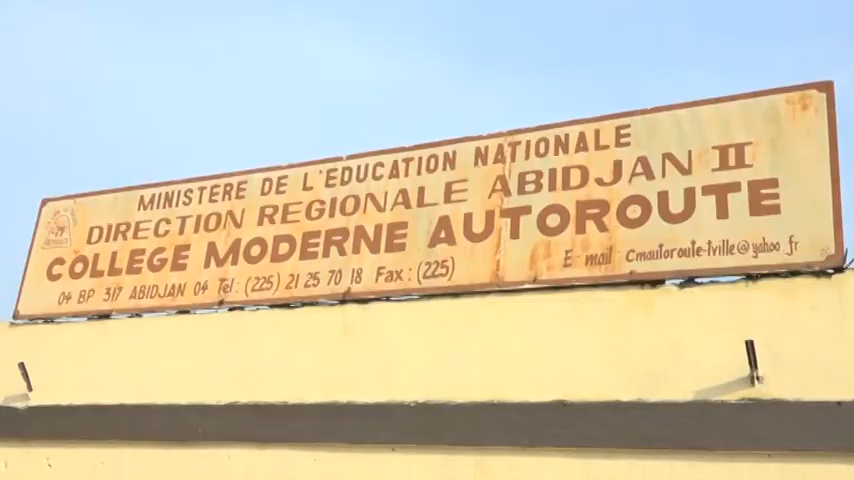 MINISTERE DE L'EDUCATION NATIONALE
DIRECTION REGIONALE ABIDJAN II
COLLEGE MODERNE AUTOROUTE
04 BP 317 ABIDJAN 04 Tel: (225) 21 25 70 18 Fax: (225)
E-mail Cmautoroute-tville@yahoo.fr